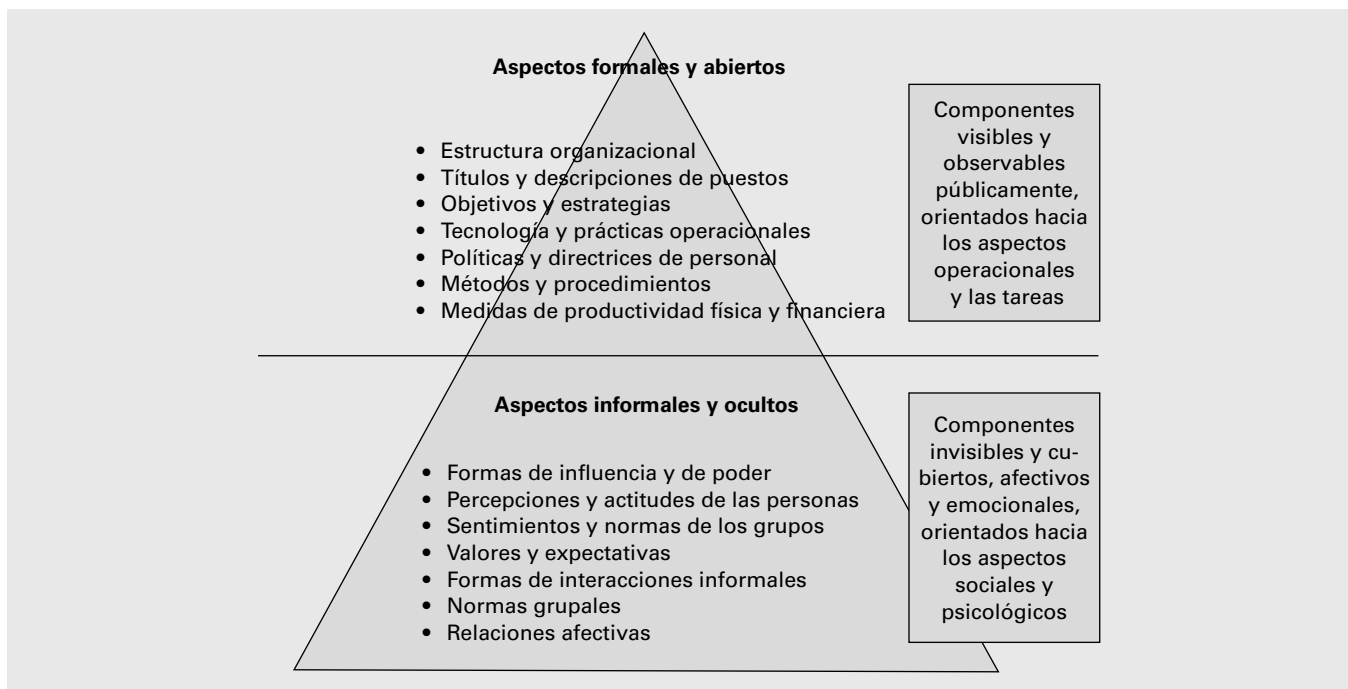 Aspectos formales y abiertos
• Estructura organizacional
• Títulos y descripciones de puestos
• Objetivos y estrategias
• Tecnología y prácticas operacionales
• Políticas y directrices de personal
• Métodos y procedimientos
• Medidas de productividad física y financiera
Componentes
visibles y
observables
públicamente,
orientados hacia
los aspectos
operacionales
y las tareas
Aspectos informales y ocultos
• Formas de influencia y de poder
• Percepciones y actitudes de las personas
• Sentimientos y normas de los grupos
• Valores y expectativas
• Formas de interacciones informales
• Normas grupales
• Relaciones afectivas
Componentes
invisibles y cu-
biertos, afectivos
y emocionales,
orientados hacia
los aspectos
sociales y
psicológicos